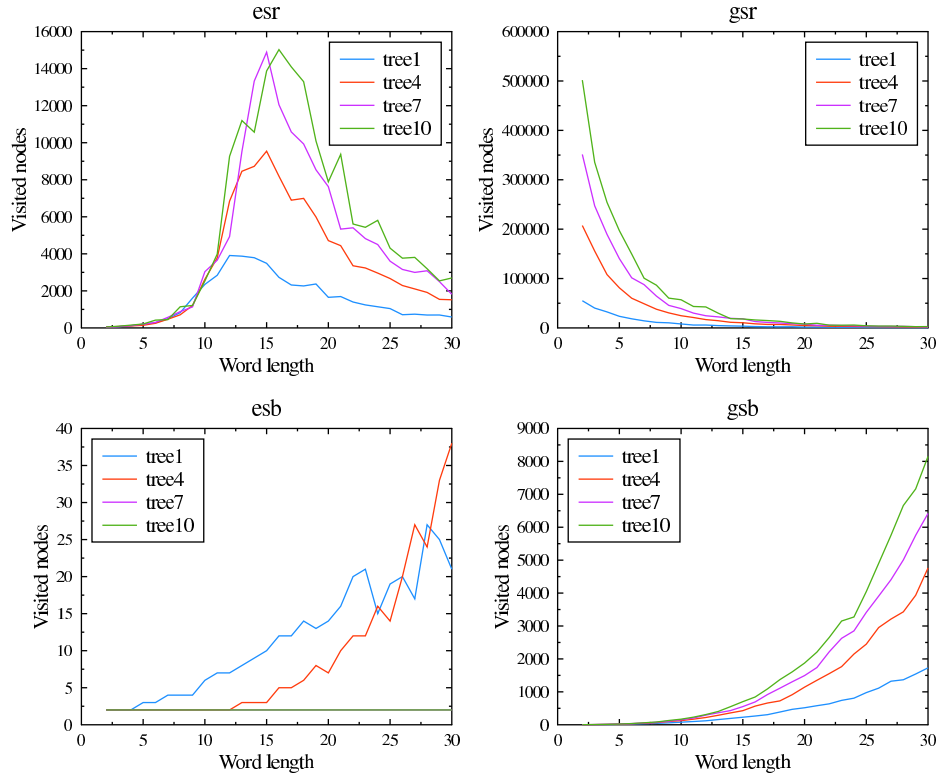 esr
16000
14000
12000
10000
8000
6000
4000
2000
0
Visited nodes
tree1
tree4
tree7
tree10
0 5 10 15 20 25 30
Word length
gsr
600000
500000
400000
300000
200000
100000
0
Visited nodes
tree1
tree4
tree7
tree10
0 5 10 15 20 25 30
Word length
esb
40
35
30
25
20
15
10
5
0
Visited nodes
tree1
tree4
tree7
tree10
0 5 10 15 20 25 30
Word length
gsb
9000
8000
7000
6000
5000
4000
3000
2000
1000
0
Visited nodes
tree1
tree4
tree7
tree10
0 5 10 15 20 25 30
Word length